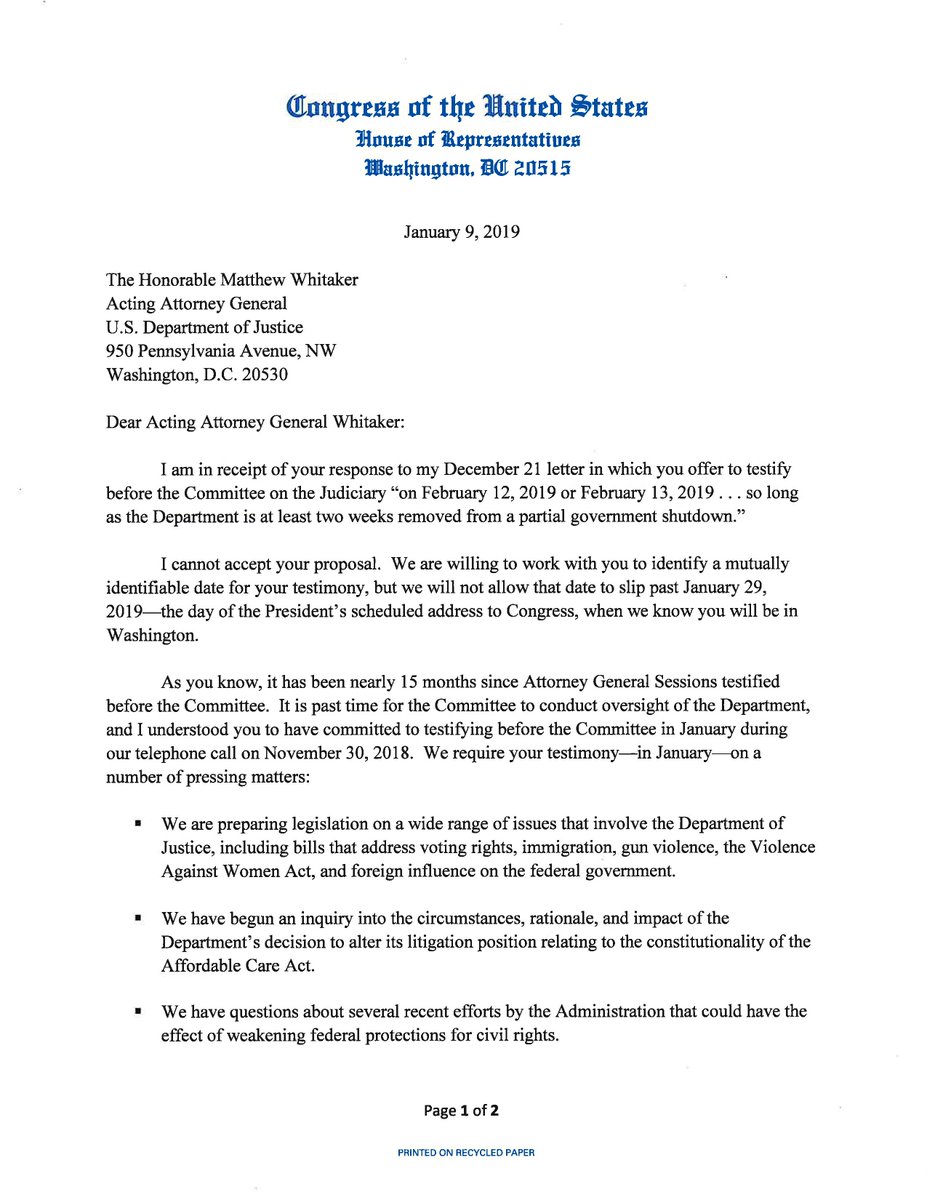 Congress of the United States
House of Representatives
Washington, DC 20515
January 9, 2019
The Honorable Matthew Whitaker
Acting Attorney General
U.S. Department of Justice
950 Pennsylvania Avenue, NW
Washington, D.C. 20530
Dear Acting Attorney General Whitaker:
I am in receipt of your response to my December 21 letter in which you offer to testify
before the Committee on the Judiciary “on February 12, 2019 or February 13, 2019 . . . so long
as the Department is at least two weeks removed from a partial government shutdown.”
I cannot accept your proposal. We are willing to work with you to identify a mutually
identifiable date for your testimony, but we will not allow that date to slip past January 29,
2019—the day of the President’s scheduled address to Congress, when we know you will be in
Washington.
As you know, it has been nearly 15 months since Attorney General Sessions testified
before the Committee. It is past time for the Committee to conduct oversight of the Department,
and I understood you to have committed to testifying before the Committee in January during
our telephone call on November 30, 2018. We require your testimony—in January—on a
number of pressing matters:
▪ We are preparing legislation on a wide range of issues that involve the Department of
Justice, including bills that address voting rights, immigration, gun violence, the Violence
Against Women Act, and foreign influence on the federal government.
▪ We have begun an inquiry into the circumstances, rationale, and impact of the
Department’s decision to alter its litigation position relating to the constitutionality of the
Affordable Care Act.
▪ We have questions about several recent efforts by the Administration that could have the
effect of weakening federal protections for civil rights.
Page 1 of 2
PRINTED ON RECYCLED PAPER